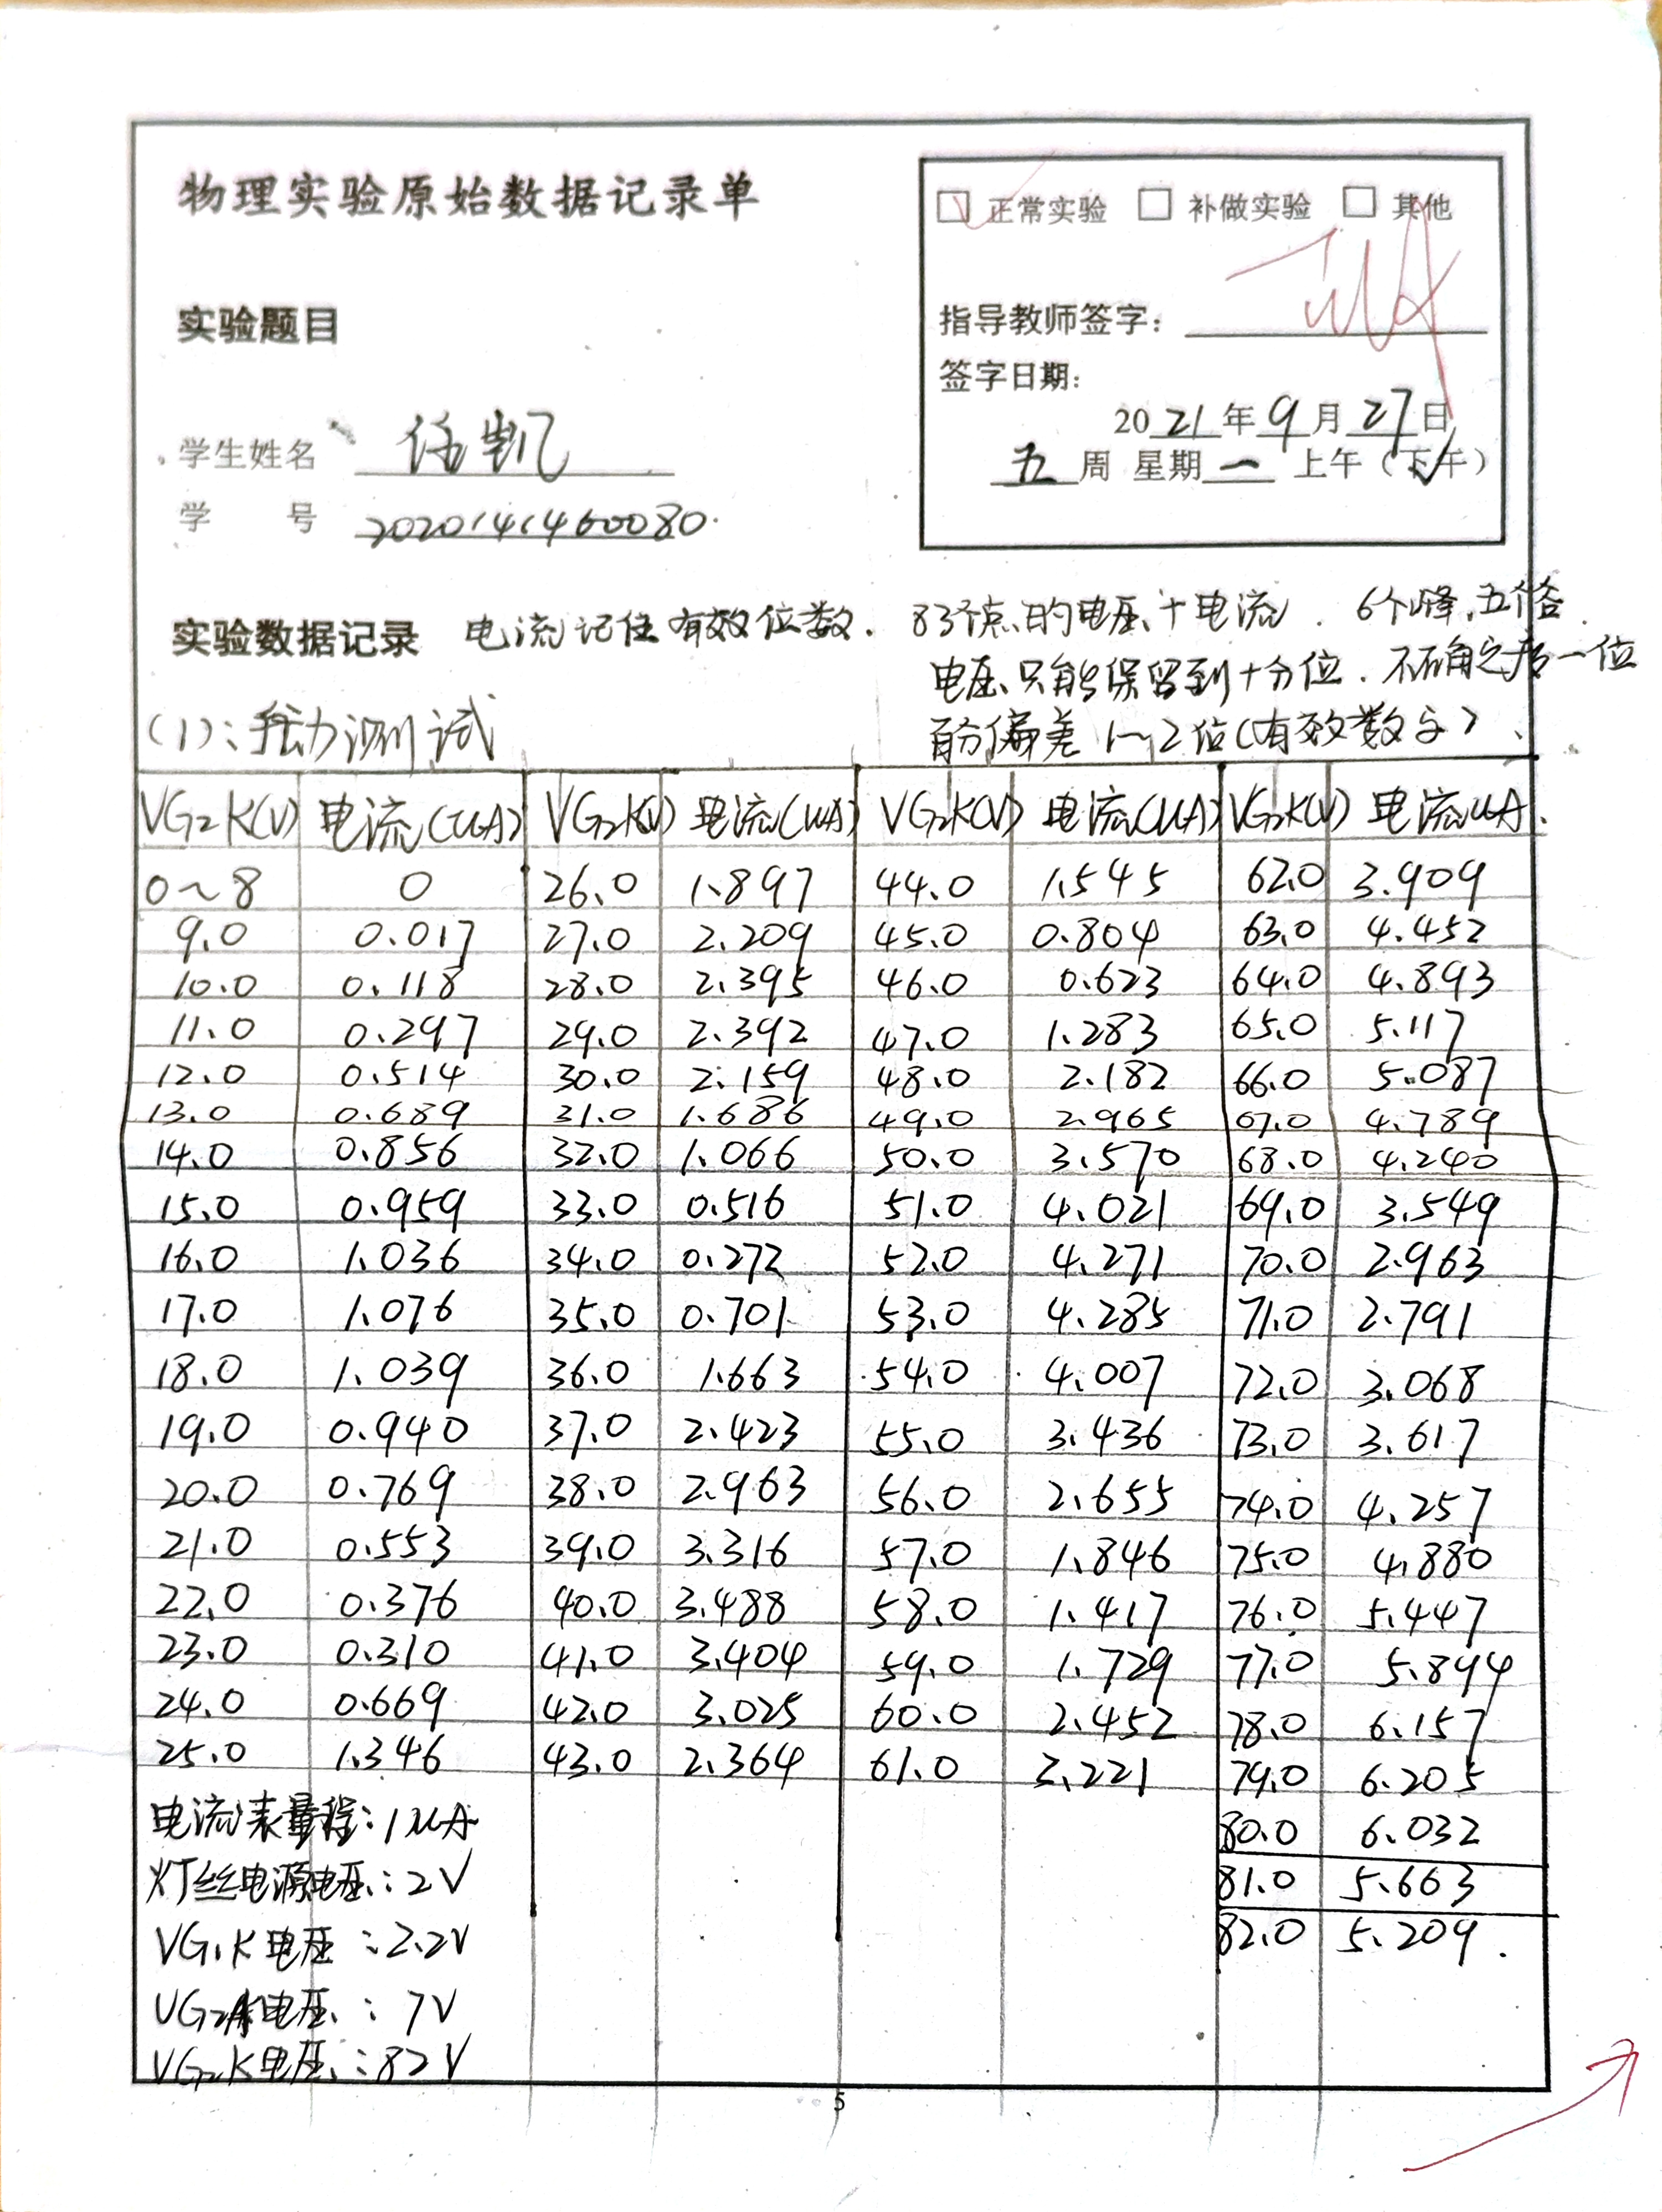 物理实验原始数据记录单
□ 正常实验 □ 补做实验 □ 其他
实验题目
指导教师签字:
签字日期:
2021年9月27日
五周 星期一 上午(下午)
学生姓名 任凯
学 号 2020141460080
实验数据记录 电流记住有效位数. 83个点的电压+电流. 6个峰,五个谷.
电压只能保留到十分位. 不确定后一位
百分偏差1~2位(有效数字).
(1):手动测试
VG₂K(V) 电流(uA) VG₂K(V) 电流(uA) VG₂K(V) 电流(uA) VG₂K(V) 电流uA.
0~8 0 26.0 1.897 44.0 1.545 62.0 3.909
9.0 0.017 27.0 2.209 45.0 0.804 63.0 4.452
10.0 0.118 28.0 2.395 46.0 0.623 64.0 4.893
11.0 0.297 29.0 2.392 47.0 1.283 65.0 5.117
12.0 0.514 30.0 2.159 48.0 2.182 66.0 5.087
13.0 0.689 31.0 1.686 49.0 2.965 67.0 4.789
14.0 0.856 32.0 1.066 50.0 3.570 68.0 4.240
15.0 0.959 33.0 0.516 51.0 4.021 69.0 3.549
16.0 1.036 34.0 0.272 52.0 4.271 70.0 2.963
17.0 1.076 35.0 0.701 53.0 4.285 71.0 2.791
18.0 1.039 36.0 1.663 54.0 4.007 72.0 3.068
19.0 0.940 37.0 2.423 55.0 3.436 73.0 3.617
20.0 0.769 38.0 2.963 56.0 2.655 74.0 4.257
21.0 0.553 39.0 3.316 57.0 1.846 75.0 4.880
22.0 0.376 40.0 3.488 58.0 1.417 76.0 5.447
23.0 0.310 41.0 3.404 59.0 1.729 77.0 5.894
24.0 0.669 42.0 3.025 60.0 2.452 78.0 6.157
25.0 1.346 43.0 2.364 61.0 3.221 79.0 6.205
80.0 6.032
81.0 5.663
82.0 5.209.
电流表量程:1uA
灯丝电源电压:2V
VG₁K电压:2.2V
VG₂A电压:7V
VG₂K电压:82V
5